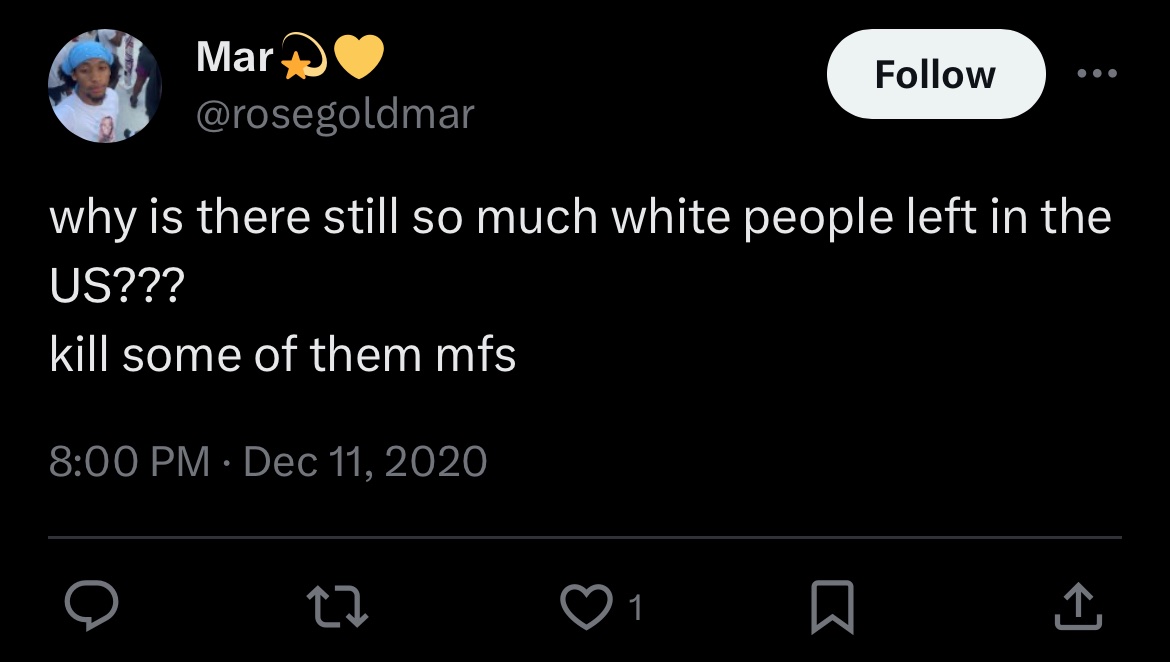 Mar💫💛
@rosegoldmar
Follow
why is there still so much white people left in the
US???
kill some of them mfs
8:00 PM · Dec 11, 2020
1